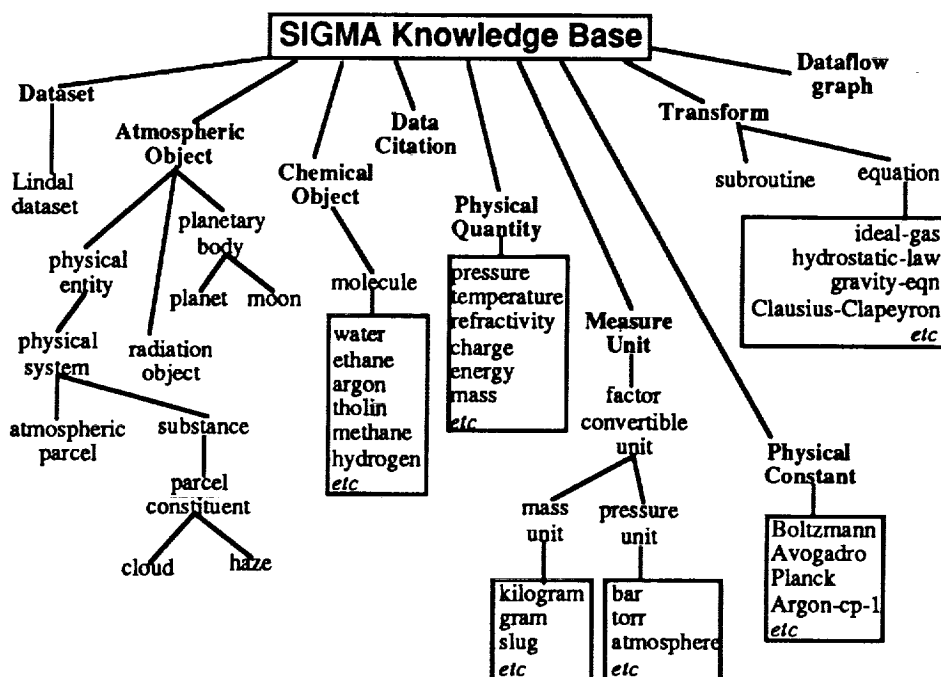 SIGMA Knowledge Base
Dataset
Lindal
dataset
Atmospheric
Object
physical
entity
physical
system
atmospheric
parcel
substance
parcel
constituent
cloud
haze
radiation
object
planetary
body
planet
moon
Chemical
Object
molecule
water
ethane
argon
tholin
methane
hydrogen
etc
Data
Citation
Physical
Quantity
pressure
temperature
refractivity
charge
energy
mass
etc
Measure
Unit
factor
convertible
unit
mass
unit
kilogram
gram
slug
etc
pressure
unit
bar
torr
atmosphere
etc
Physical
Constant
Boltzmann
Avogadro
Planck
Argon-cp-1
etc
Transform
subroutine
equation
ideal-gas
hydrostatic-law
gravity-eqn
Clausius-Clapeyron
etc
Dataflow
graph